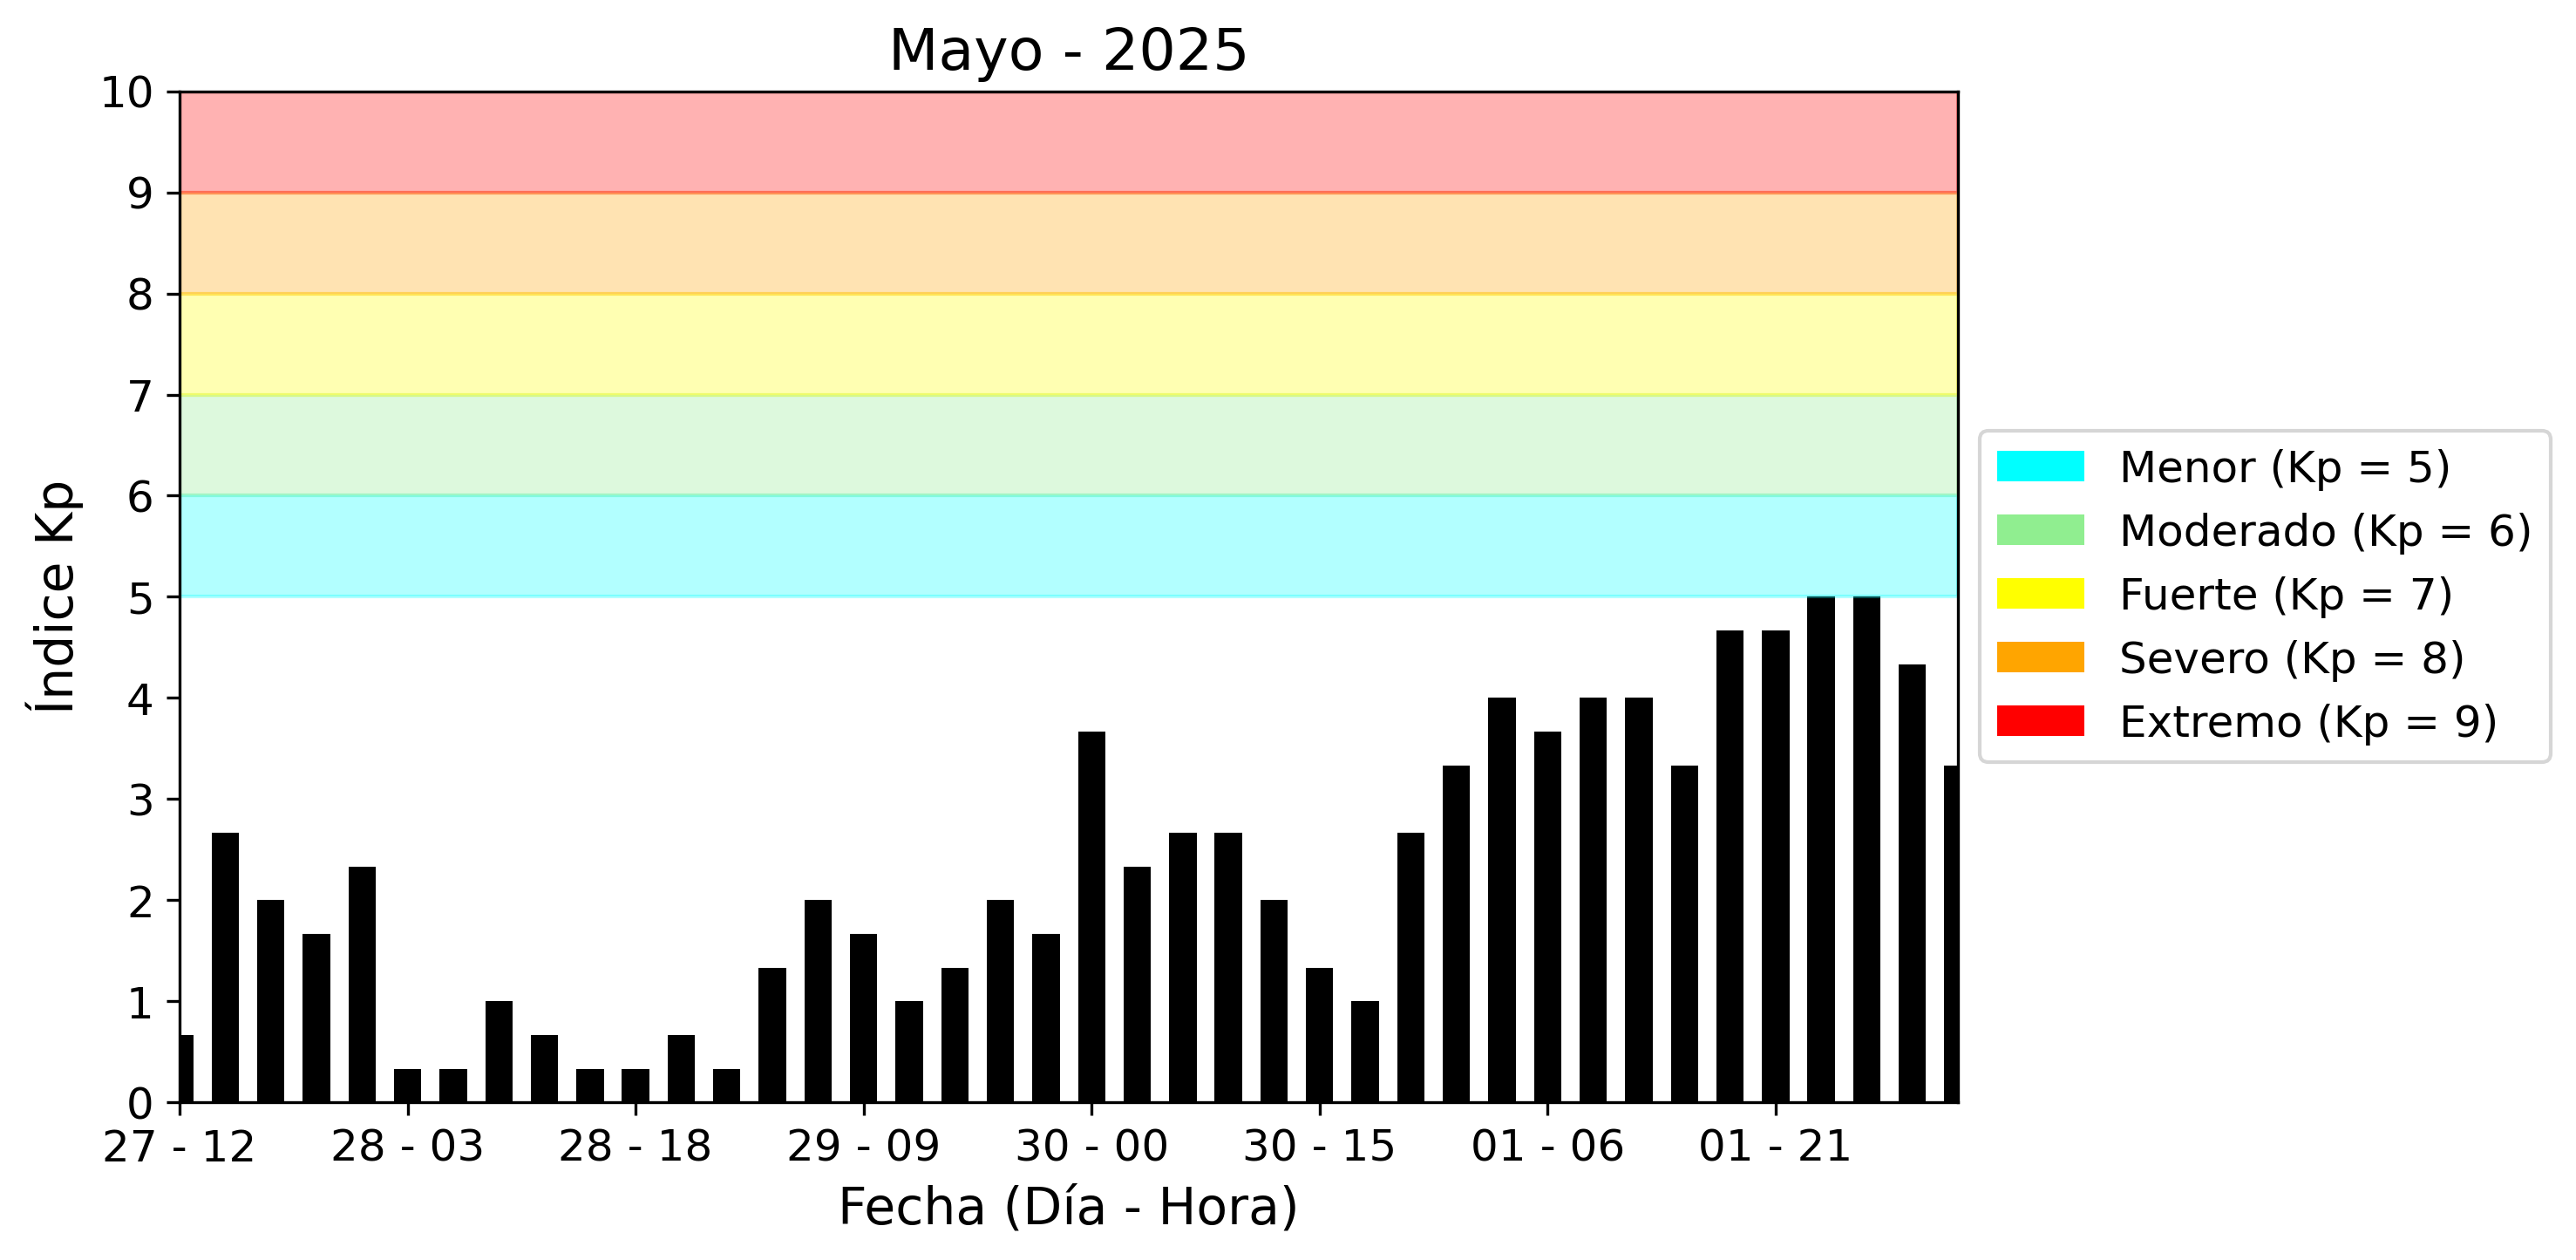 Mayo - 2025
10
9
8
7
6
5
4
3
2
1
0
Índice Kp
27 - 12
28 - 03
28 - 18
29 - 09
30 - 00
30 - 15
01 - 06
01 - 21
Fecha (Día - Hora)
Menor (Kp = 5)
Moderado (Kp = 6)
Fuerte (Kp = 7)
Severo (Kp = 8)
Extremo (Kp = 9)